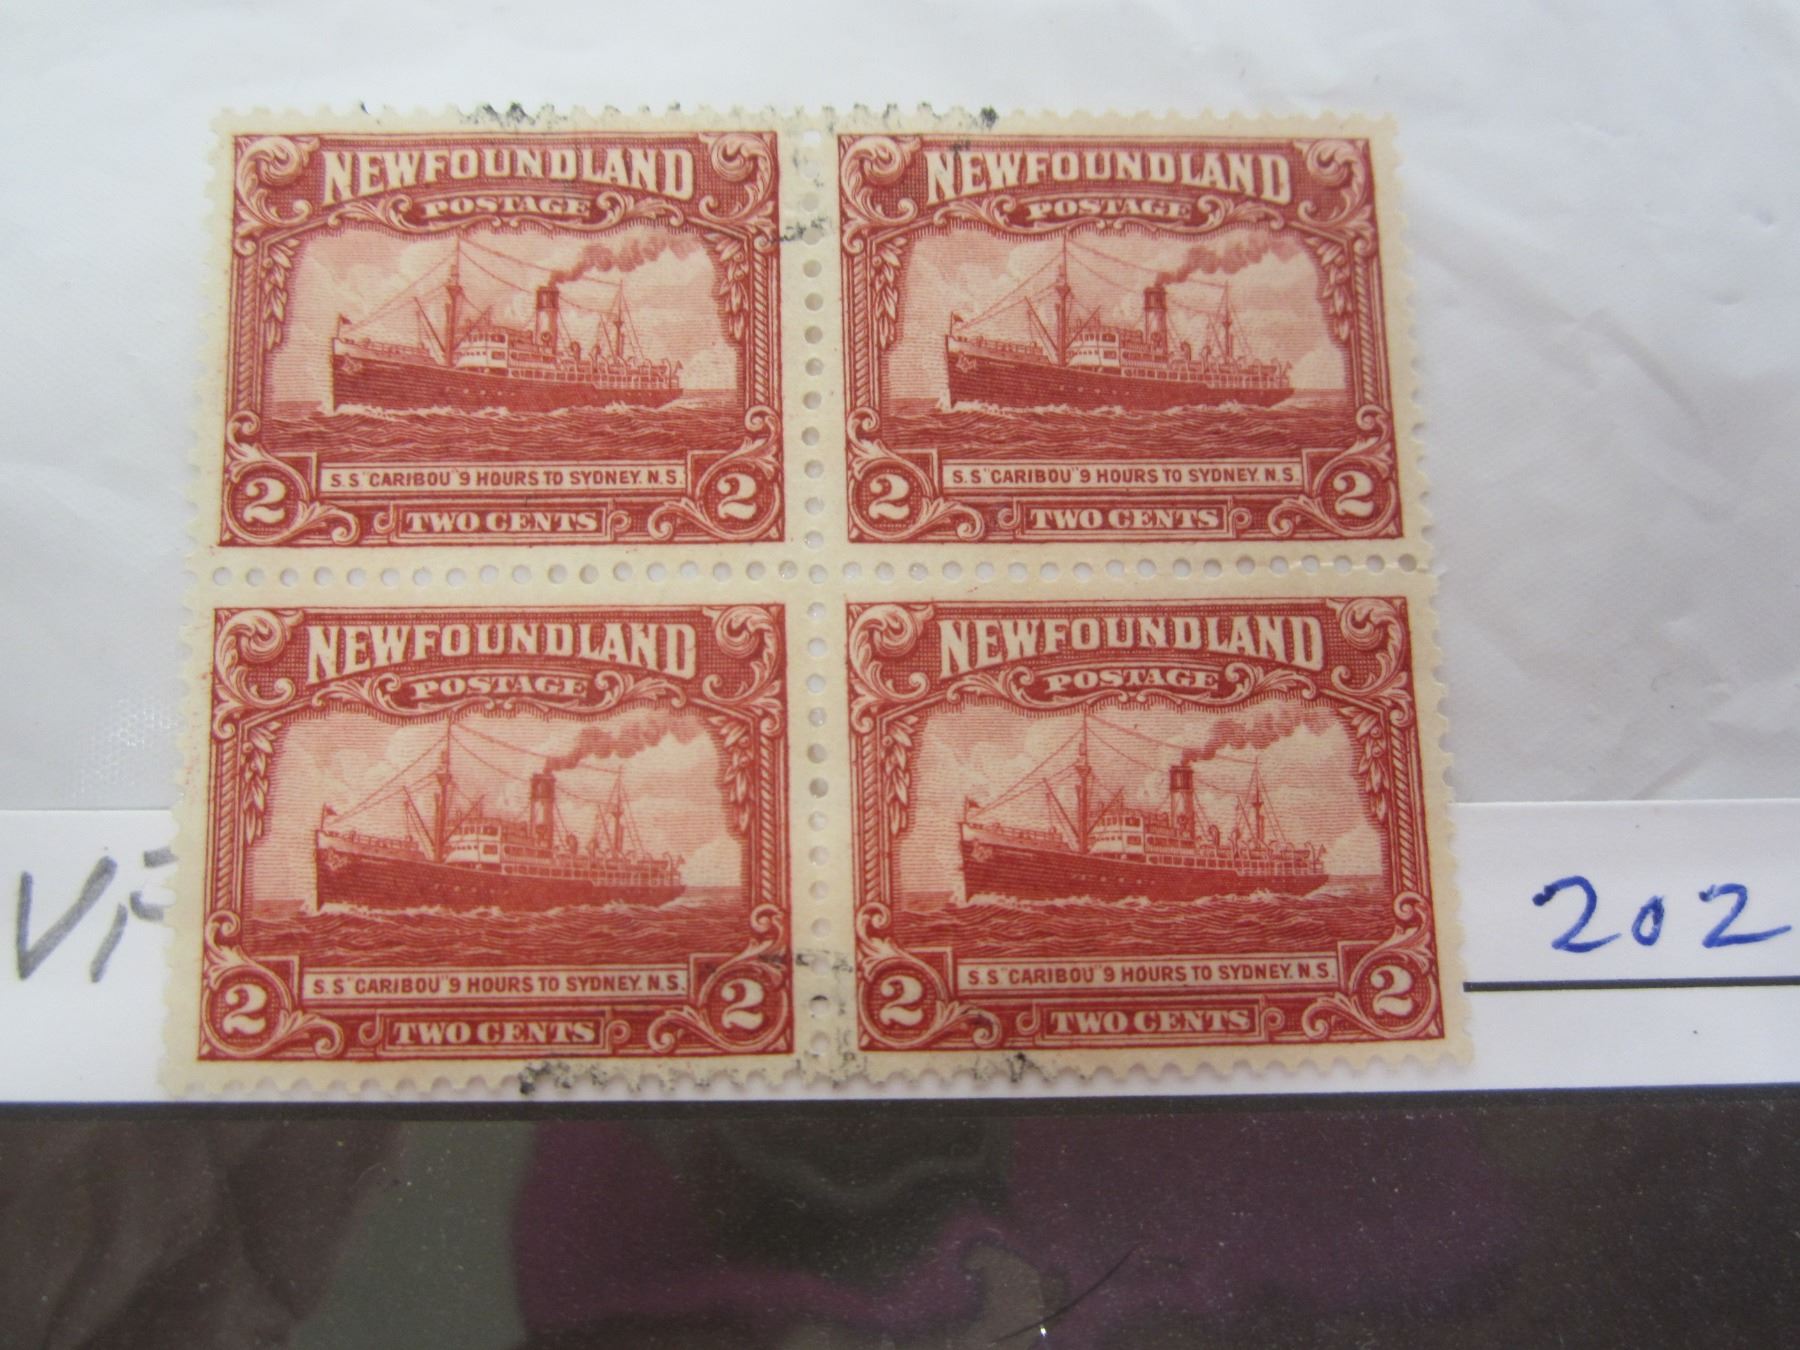 NEWFOUNDLAND
POSTAGE
S.S "CARIBOU" 9 HOURS TO SYDNEY. N.S.
2 TWO CENTS 2
NEWFOUNDLAND
POSTAGE
S.S "CARIBOU" 9 HOURS TO SYDNEY. N.S.
2 TWO CENTS 2
NEWFOUNDLAND
POSTAGE
S.S "CARIBOU" 9 HOURS TO SYDNEY. N.S.
2 TWO CENTS 2
NEWFOUNDLAND
POSTAGE
S.S "CARIBOU" 9 HOURS TO SYDNEY. N.S.
2 TWO CENTS 2
VF
202